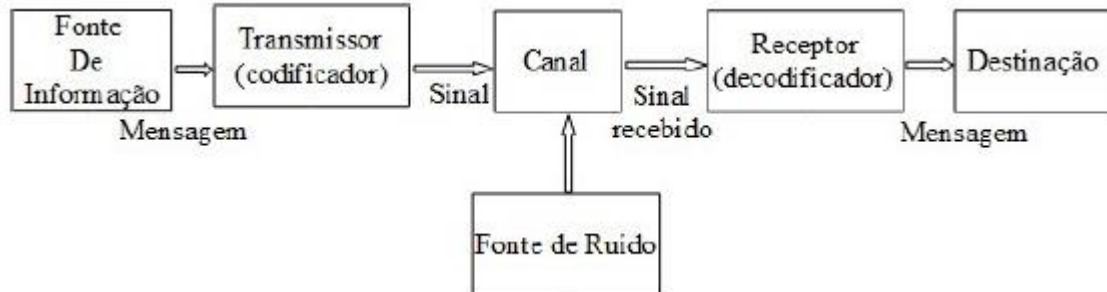 Fonte
De
Informação
Mensagem
Transmissor
(codificador)
Sinal
Canal
Sinal
recebido
Receptor
(decodificador)
Mensagem
Destinação
Fonte de Ruido